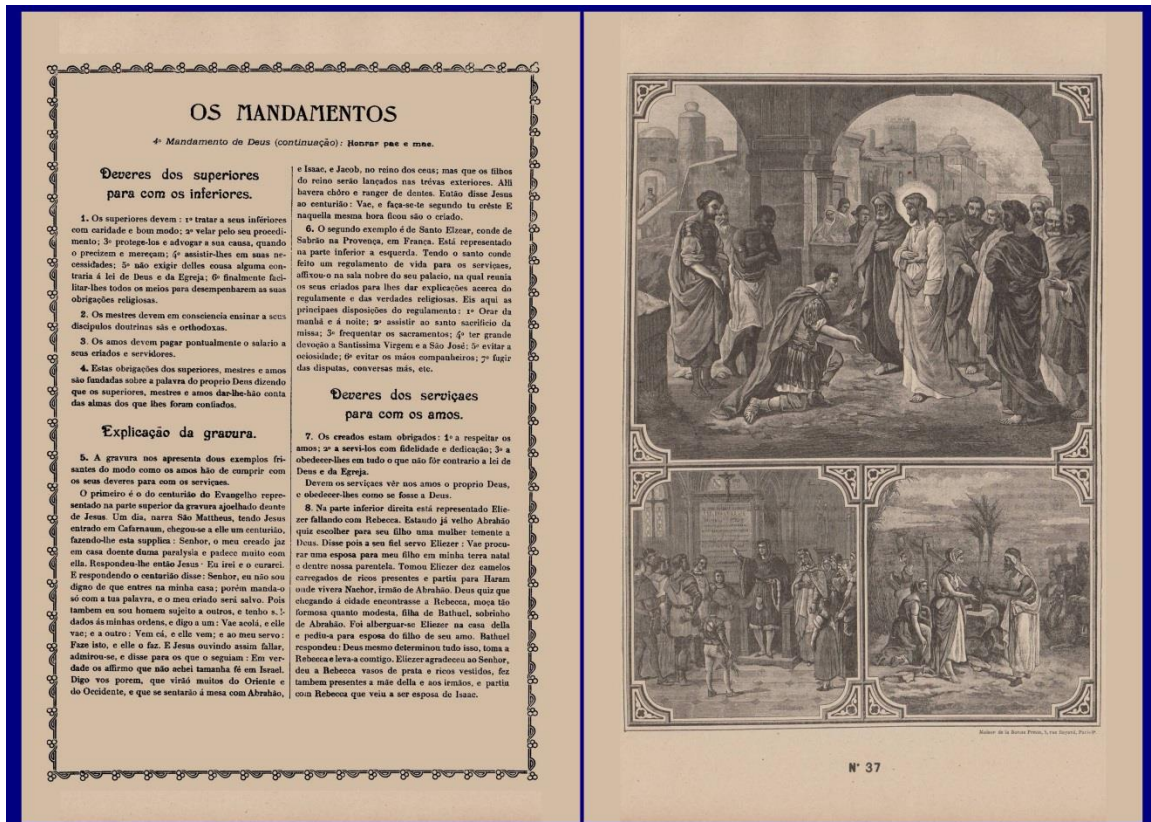 OS MANDAMENTOS
4º Mandamento de Deus (continuação): Honrar pae e mae.
Deveres dos superiores
para com os inferiores.
1. Os superiores devem : 1º tratar a seus inferiores
com caridade e bom modo; 2º velar pelo seu procedi-
mento; 3º protege-los e advogar a sua causa, quando
o precizem e mereçam; 4º assistir-lhes em suas ne-
cessidades; 5º não exigir delles cousa alguma con-
traria á lei de Deus e da Egreja; 6º finalmente faci-
litar-lhes todos os meios para desempenharem as suas
obrigações religiosas.
2. Os mestres devem em consciencia ensinar a seus
discipulos doutrinas sãs e orthodoxas.
3. Os amos devem pagar pontualmente o salario a
seus criados e servidores.
4. Estas obrigações dos superiores, mestres e amos
são fundadas sobre a palavra do proprio Deus dizendo
que os superiores, mestres e amos dar-lhe-hão conta
das almas dos que lhes foram confiados.
Explicação da gravura.
5. A gravura nos apresenta dous exemplos fri-
santes do modo como os amos hão de cumprir com
os seus deveres para com os serviçaes.
O primeiro é o do centurião do Evangelho repre-
sentado na parte superior da gravura ajoelhado deante
de Jesus. Um dia, narra São Mattheus, tendo Jesus
entrado em Cafarnaum, chegou-se a elle um centurião,
fazendo-lhe esta supplica : Senhor, o meu creado jaz
em casa doente duma paralysia e padece muito com
ella. Respondeu-lhe então Jesus · Eu irei e o curarei.
E respondendo o centurião disse : Senhor, eu não sou
digno de que entres na minha casa; porém manda-o
só com a tua palavra, e o meu criado será salvo. Pois
tambem eu sou homem sujeito a outros, e tenho s.l-
dados ás minhas ordens, e digo a um : Vae acolá, e elle
vae; e a outro : Vem cá, e elle vem; e ao meu servo :
Faze isto, e elle o faz. E Jesus ouvindo assim fallar,
admirou-se, e disse para os que o seguiam : Em ver-
dade os affirmo que não achei tamanha fé em Israel.
Digo vos porem, que virão muitos do Oriente e
do Occidente, e que se sentarão á mesa com Abrahão,
e Isaac, e Jacob, no reino dos ceus; mas que os filhos
do reino serão lançados nas trévas exteriores. Alli
havera chôro e ranger de dentes. Então disse Jesus
ao centurião : Vae, e faça-se-te segundo tu crêste E
naquella mesma hora ficou são o criado.
6. O segundo exemplo é de Santo Elzear, conde de
Sabrão na Provença, em França. Está representado
na parte inferior a esquerda. Tendo o santo conde
feito um regulamento de vida para os serviçaes,
affixou-o na sala nobre do seu palacio, na qual reunia
os seus criados para lhes dar explicações acerca do
regulamento e das verdades religiosas. Eis aqui as
principaes disposições do regulamento : 1º Orar da
manhã e á noite; 2º assistir ao santo sacrificio da
missa; 3º frequentar os sacramentos; 4º ter grande
devoção a Santissima Virgem e a São José; 5º evitar a
ociosidade; 6º evitar os máos companheiros; 7º fugir
das disputas, conversas más, etc.
Deveres dos serviçaes
para com os amos.
7. Os creados estam obrigados : 1º a respeitar os
amos; 2º a servi-los com fidelidade e dedicação; 3º a
obedecer-lhes em tudo o que não fôr contrario a lei de
Deus e da Egreja.
Devem os serviçaes vêr nos amos o proprio Deus,
e obedecer-lhes como se fosse a Deus.
8. Na parte inferior direita está representado Elie-
zer fallando com Rebecca. Estando já velho Abrahão
quiz escolher para seu filho uma mulher temente a
Deus. Disse pois a seu fiel servo Eliezer : Vae procu-
rar uma esposa para meu filho em minha terra natal
e dentre nossa parentela. Tomou Eliezer dez camelos
carregados de ricos presentes e partiu para Haram
onde vivera Nachor, irmão de Abrahão. Deus quiz que
chegando á cidade encontrasse a Rebecca, moça tão
formosa quanto modesta, filha de Bathuel, sobrinho
de Abrahão. Foi alberguar-se Eliezer na casa della
e pediu-a para esposa do filho de seu amo. Bathuel
respondeu : Deus mesmo determinou tudo isso, toma a
Rebecca e leva-a comtigo. Eliezer agradeceu ao Senhor,
deu a Rebecca vasos de prata e ricos vestidos, fez
tambem presentes a mãe della e aos irmãos, e partiu
com Rebecca que veiu a ser esposa de Isaac.
Maison de la Bonne Presse, 5, rue Bayard, Paris-8º
Nº 37